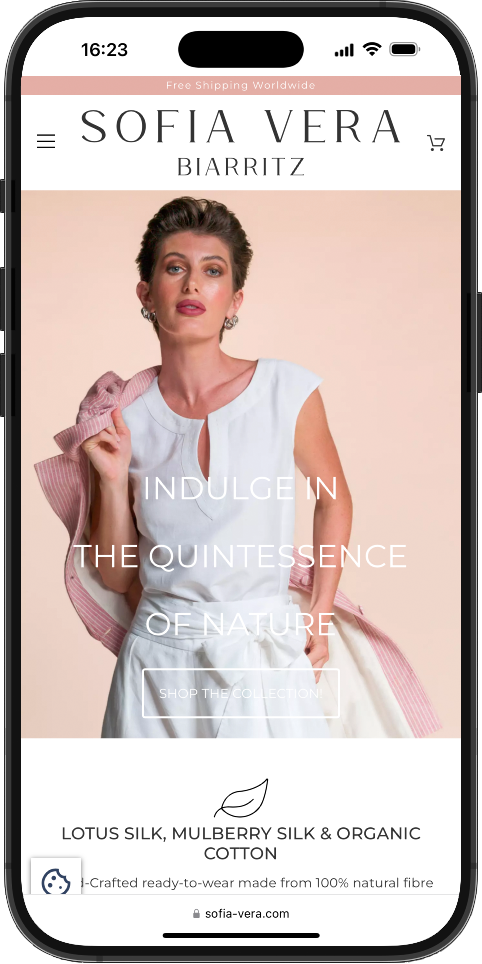 16:23
Free Shipping Worldwide
SOFIA VERA
BIARRITZ
INDULGE IN
THE QUINTESSENCE
OF NATURE
SHOP THE COLLECTION!
LOTUS SILK, MULBERRY SILK & ORGANIC
COTTON
d-Crafted ready-to-wear made from 100% natural fibre
sofia-vera.com